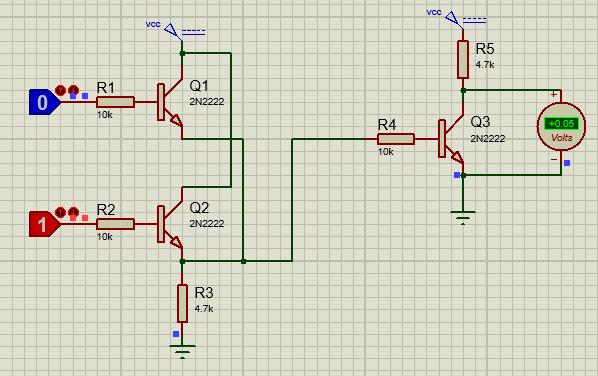 vcc
vcc
R5
4.7k
0
R1
10k
Q1
2N2222
+
+0.05
Volts
R4
10k
Q3
2N2222
1
R2
10k
Q2
2N2222
R3
4.7k